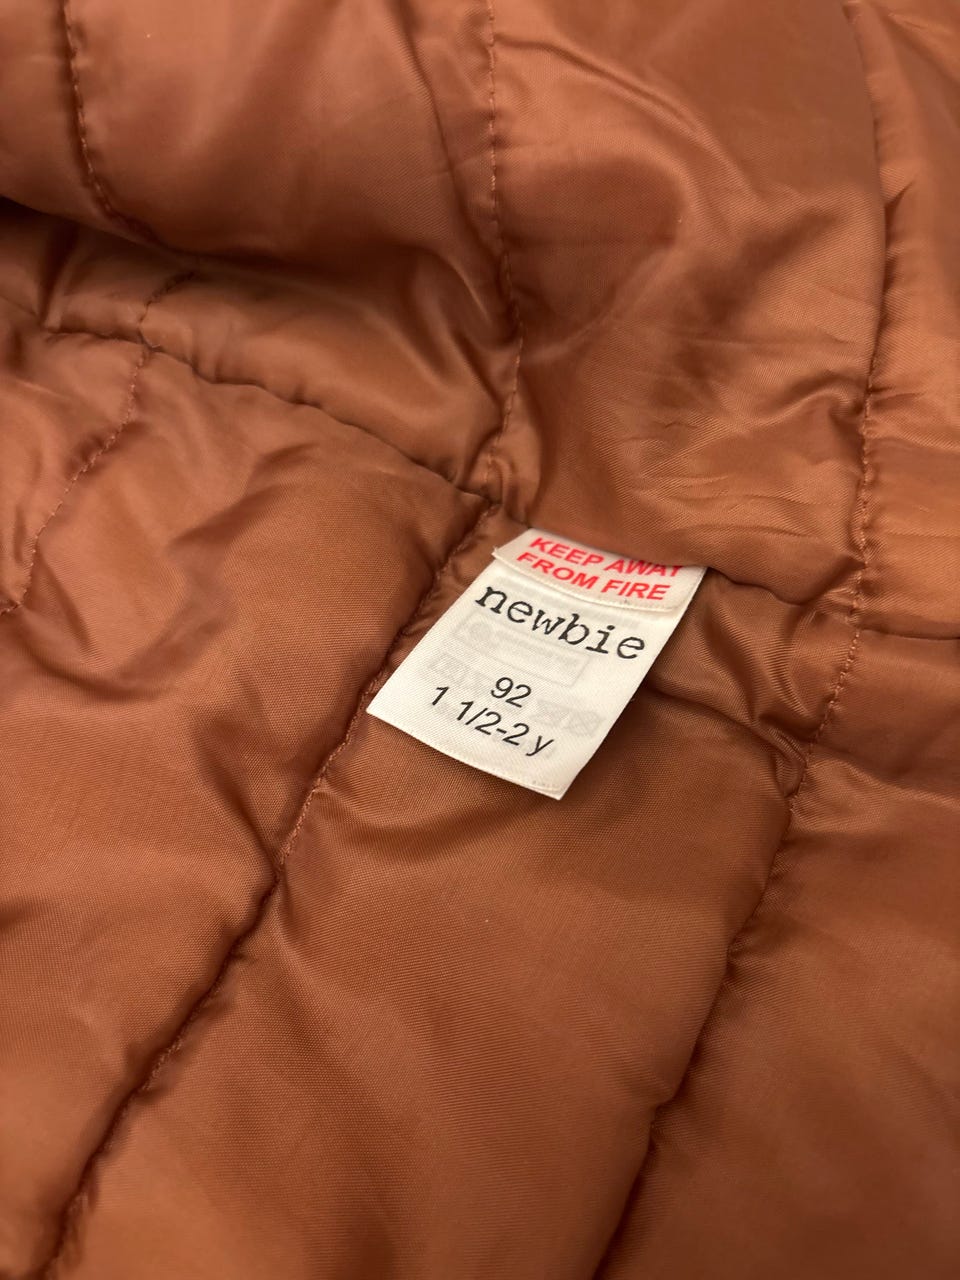 KEEP AWAY
FROM FIRE
newbie
92
1 1/2-2 y